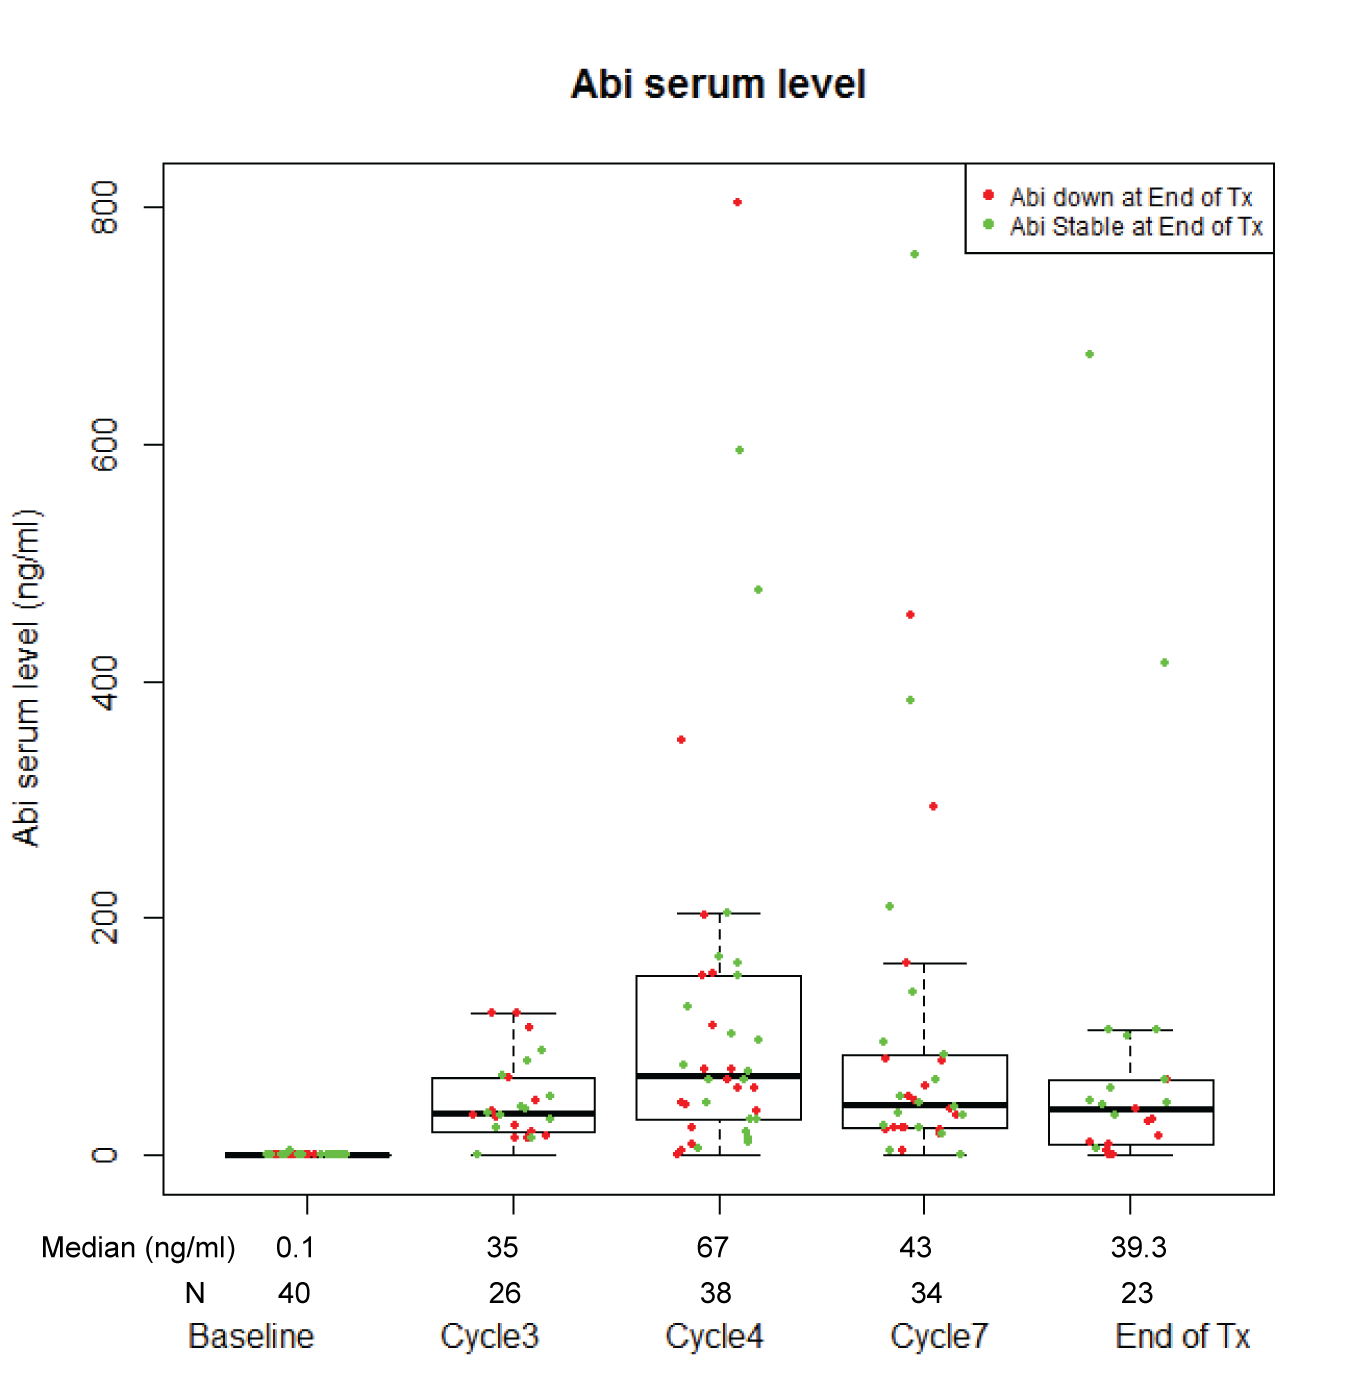 Abi serum level
Abi down at End of Tx
Abi Stable at End of Tx
Abi serum level (ng/ml)
800
600
400
200
0
Median (ng/ml) 0.1 35 67 43 39.3
N 40 26 38 34 23
Baseline Cycle3 Cycle4 Cycle7 End of Tx